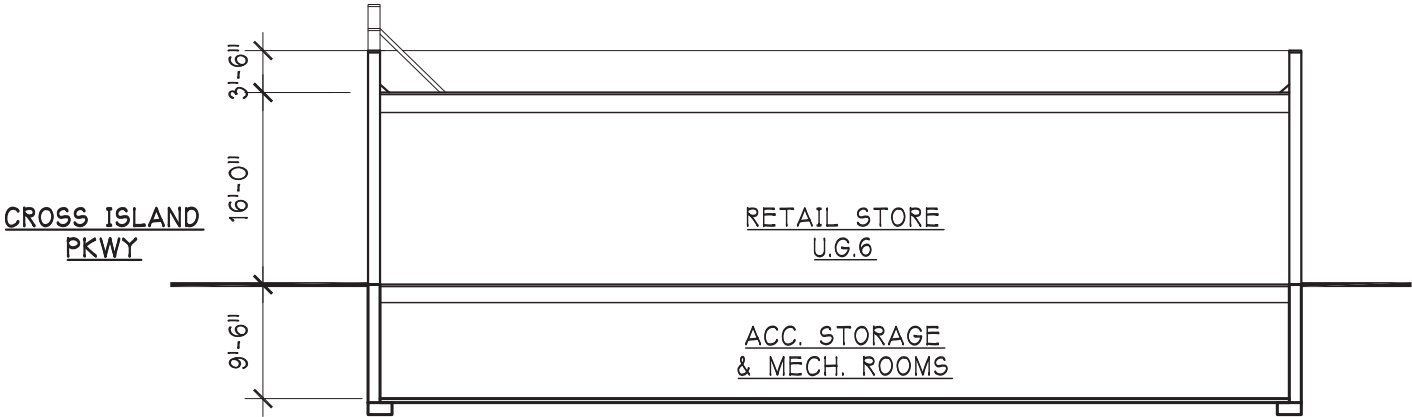 3'-6"
16'-0"
CROSS ISLAND
PKWY
RETAIL STORE
U.G.6
9'-6"
ACC. STORAGE
& MECH. ROOMS